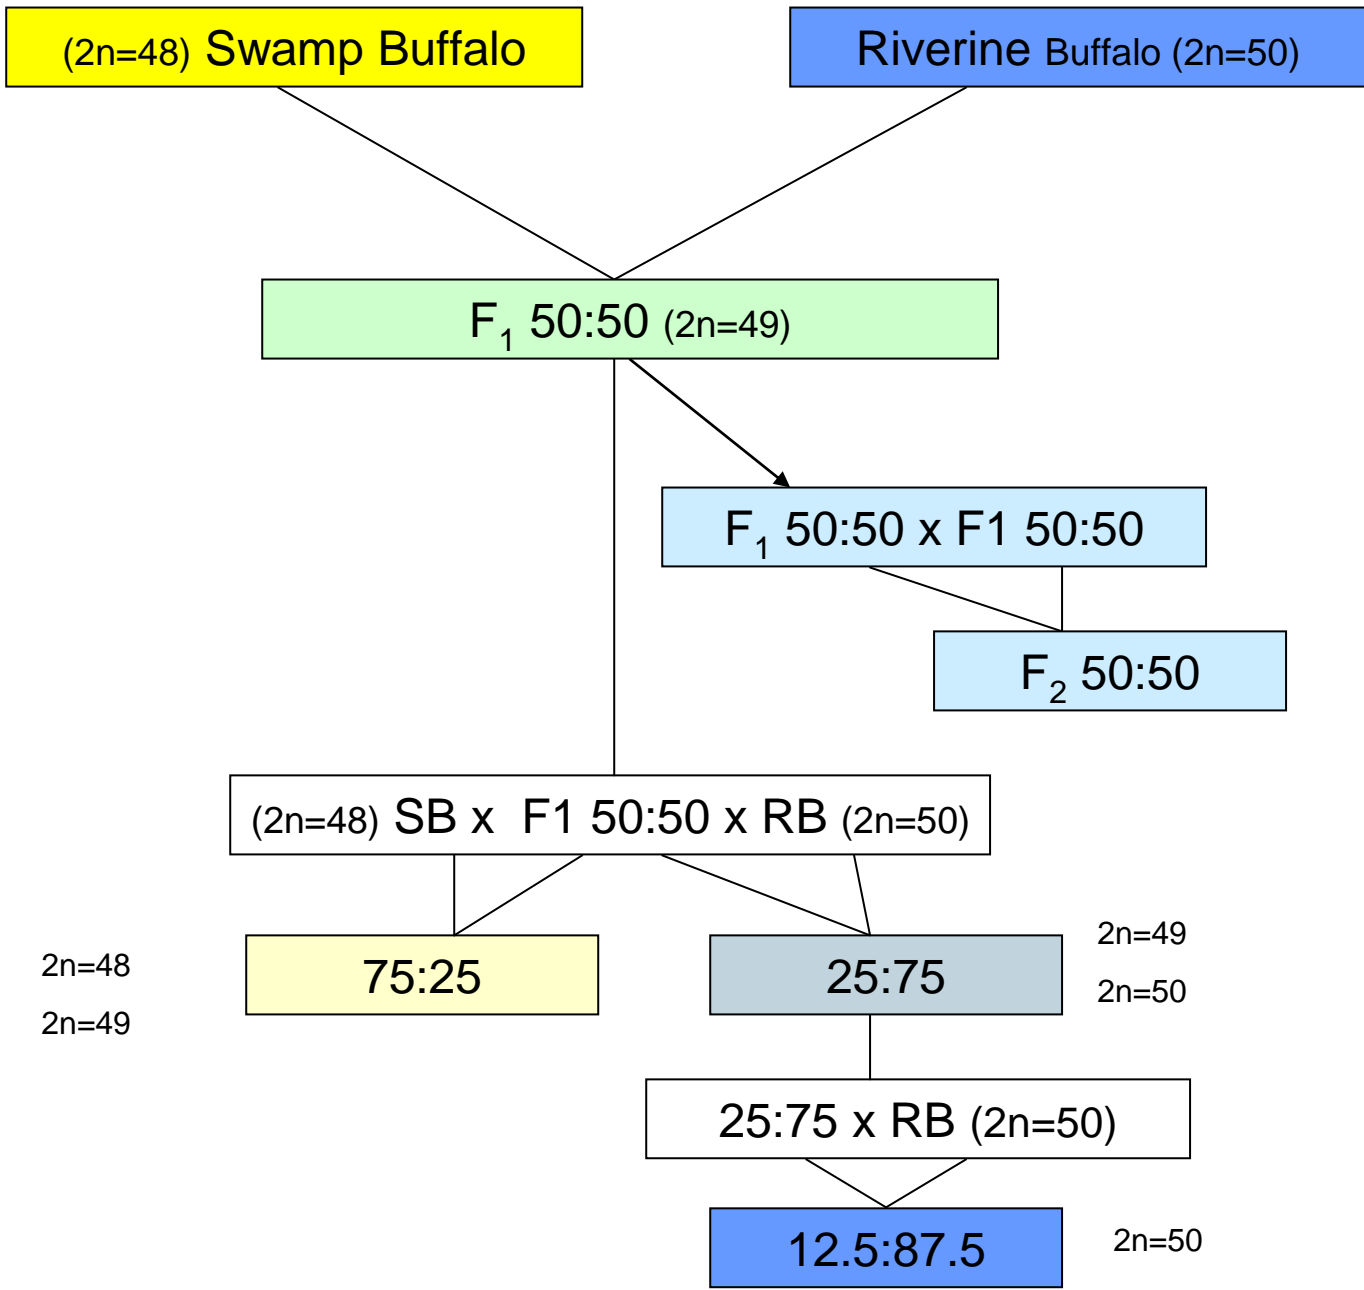 (2n=48) Swamp Buffalo
Riverine Buffalo (2n=50)
F₁ 50:50 (2n=49)
F₁ 50:50 x F1 50:50
F₂ 50:50
(2n=48) SB x F1 50:50 x RB (2n=50)
2n=48
2n=49
75:25
25:75
2n=49
2n=50
25:75 x RB (2n=50)
12.5:87.5
2n=50